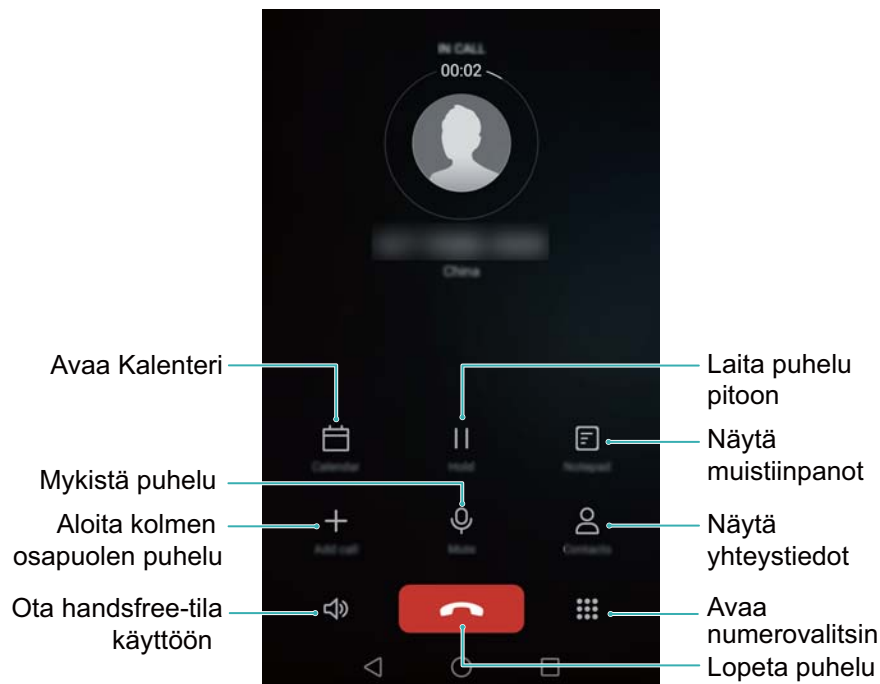 IN CALL
00:02
China
Avaa Kalenteri
Laita puhelu
pitoon
Calendar
Hold
Notepad
Näytä
muistiinpanot
Mykistä puhelu
Aloita kolmen
osapuolen puhelu
Add call
Mute
Contacts
Näytä
yhteystiedot
Ota handsfree-tila
käyttöön
Avaa
numerovalitsin
Lopeta puhelu